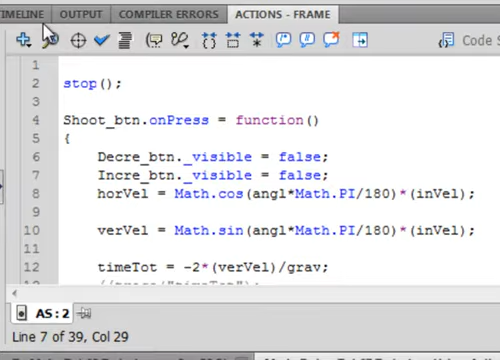 TIMELINE OUTPUT COMPILER ERRORS ACTIONS - FRAME
Code S
1
2 stop();
3
4 Shoot_btn.onPress = function()
5 {
6 Decre_btn._visible = false;
7 Incre_btn._visible = false;
8 horVel = Math.cos(angl*Math.PI/180)*(inVel);
9
10 verVel = Math.sin(angl*Math.PI/180)*(inVel);
11
12 timeTot = -2*(verVel)/grav;
//trace("timeTot");
AS: 2
Line 7 of 39, Col 29